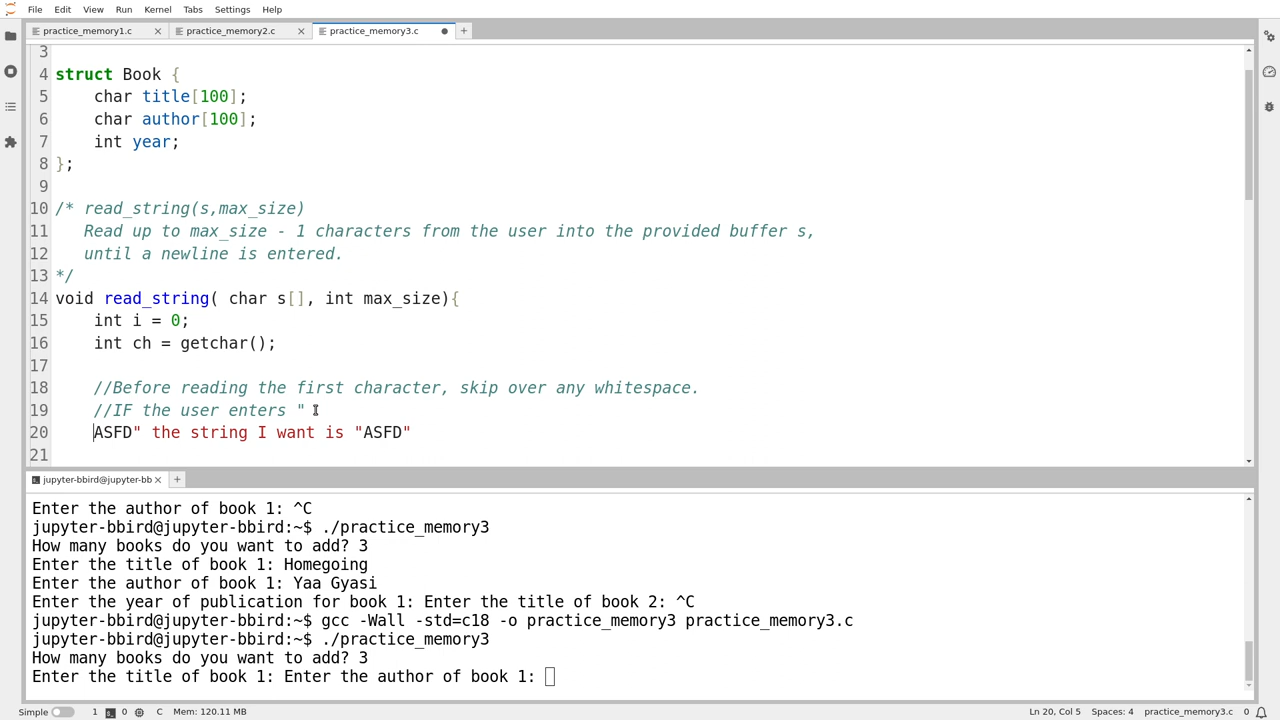 File Edit View Run Kernel Tabs Settings Help
practice_memory1.c practice_memory2.c practice_memory3.c
3
4 struct Book {
5     char title[100];
6     char author[100];
7     int year;
8 };
9
10 /* read_string(s,max_size)
11    Read up to max_size - 1 characters from the user into the provided buffer s,
12    until a newline is entered.
13 */
14 void read_string( char s[], int max_size){
15     int i = 0;
16     int ch = getchar();
17
18     //Before reading the first character, skip over any whitespace.
19     //IF the user enters "
20     ASFD" the string I want is "ASFD"
21
jupyter-bbird@jupyter-bb
Enter the author of book 1: ^C
jupyter-bbird@jupyter-bbird:~$ ./practice_memory3
How many books do you want to add? 3
Enter the title of book 1: Homegoing
Enter the author of book 1: Yaa Gyasi
Enter the year of publication for book 1: Enter the title of book 2: ^C
jupyter-bbird@jupyter-bbird:~$ gcc -Wall -std=c18 -o practice_memory3 practice_memory3.c
jupyter-bbird@jupyter-bbird:~$ ./practice_memory3
How many books do you want to add? 3
Enter the title of book 1: Enter the author of book 1:
Simple 1 0 C Mem: 120.11 MB Ln 20, Col 5 Spaces: 4 practice_memory3.c 0